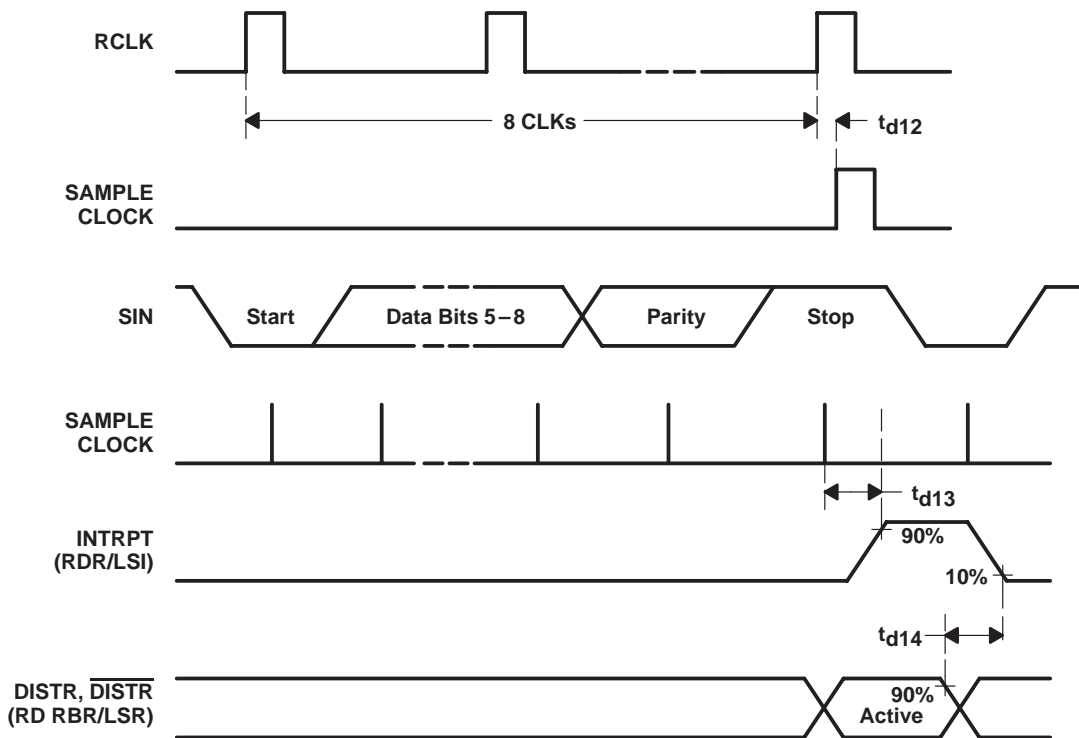 RCLK
8 CLKs
td12
SAMPLE
CLOCK
SIN
Start
Data Bits 5–8
Parity
Stop
SAMPLE
CLOCK
td13
INTRPT
(RDR/LSI)
90%
10%
td14
DISTR, DISTR
(RD RBR/LSR)
90%
Active